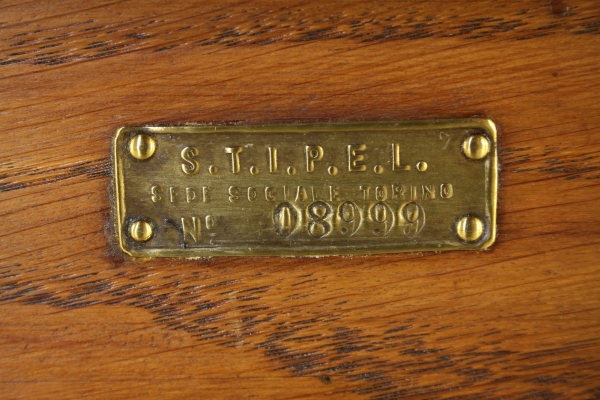 S.T.I.P.E.L.
SEDE SOCIALE TORINO
Nº 08999